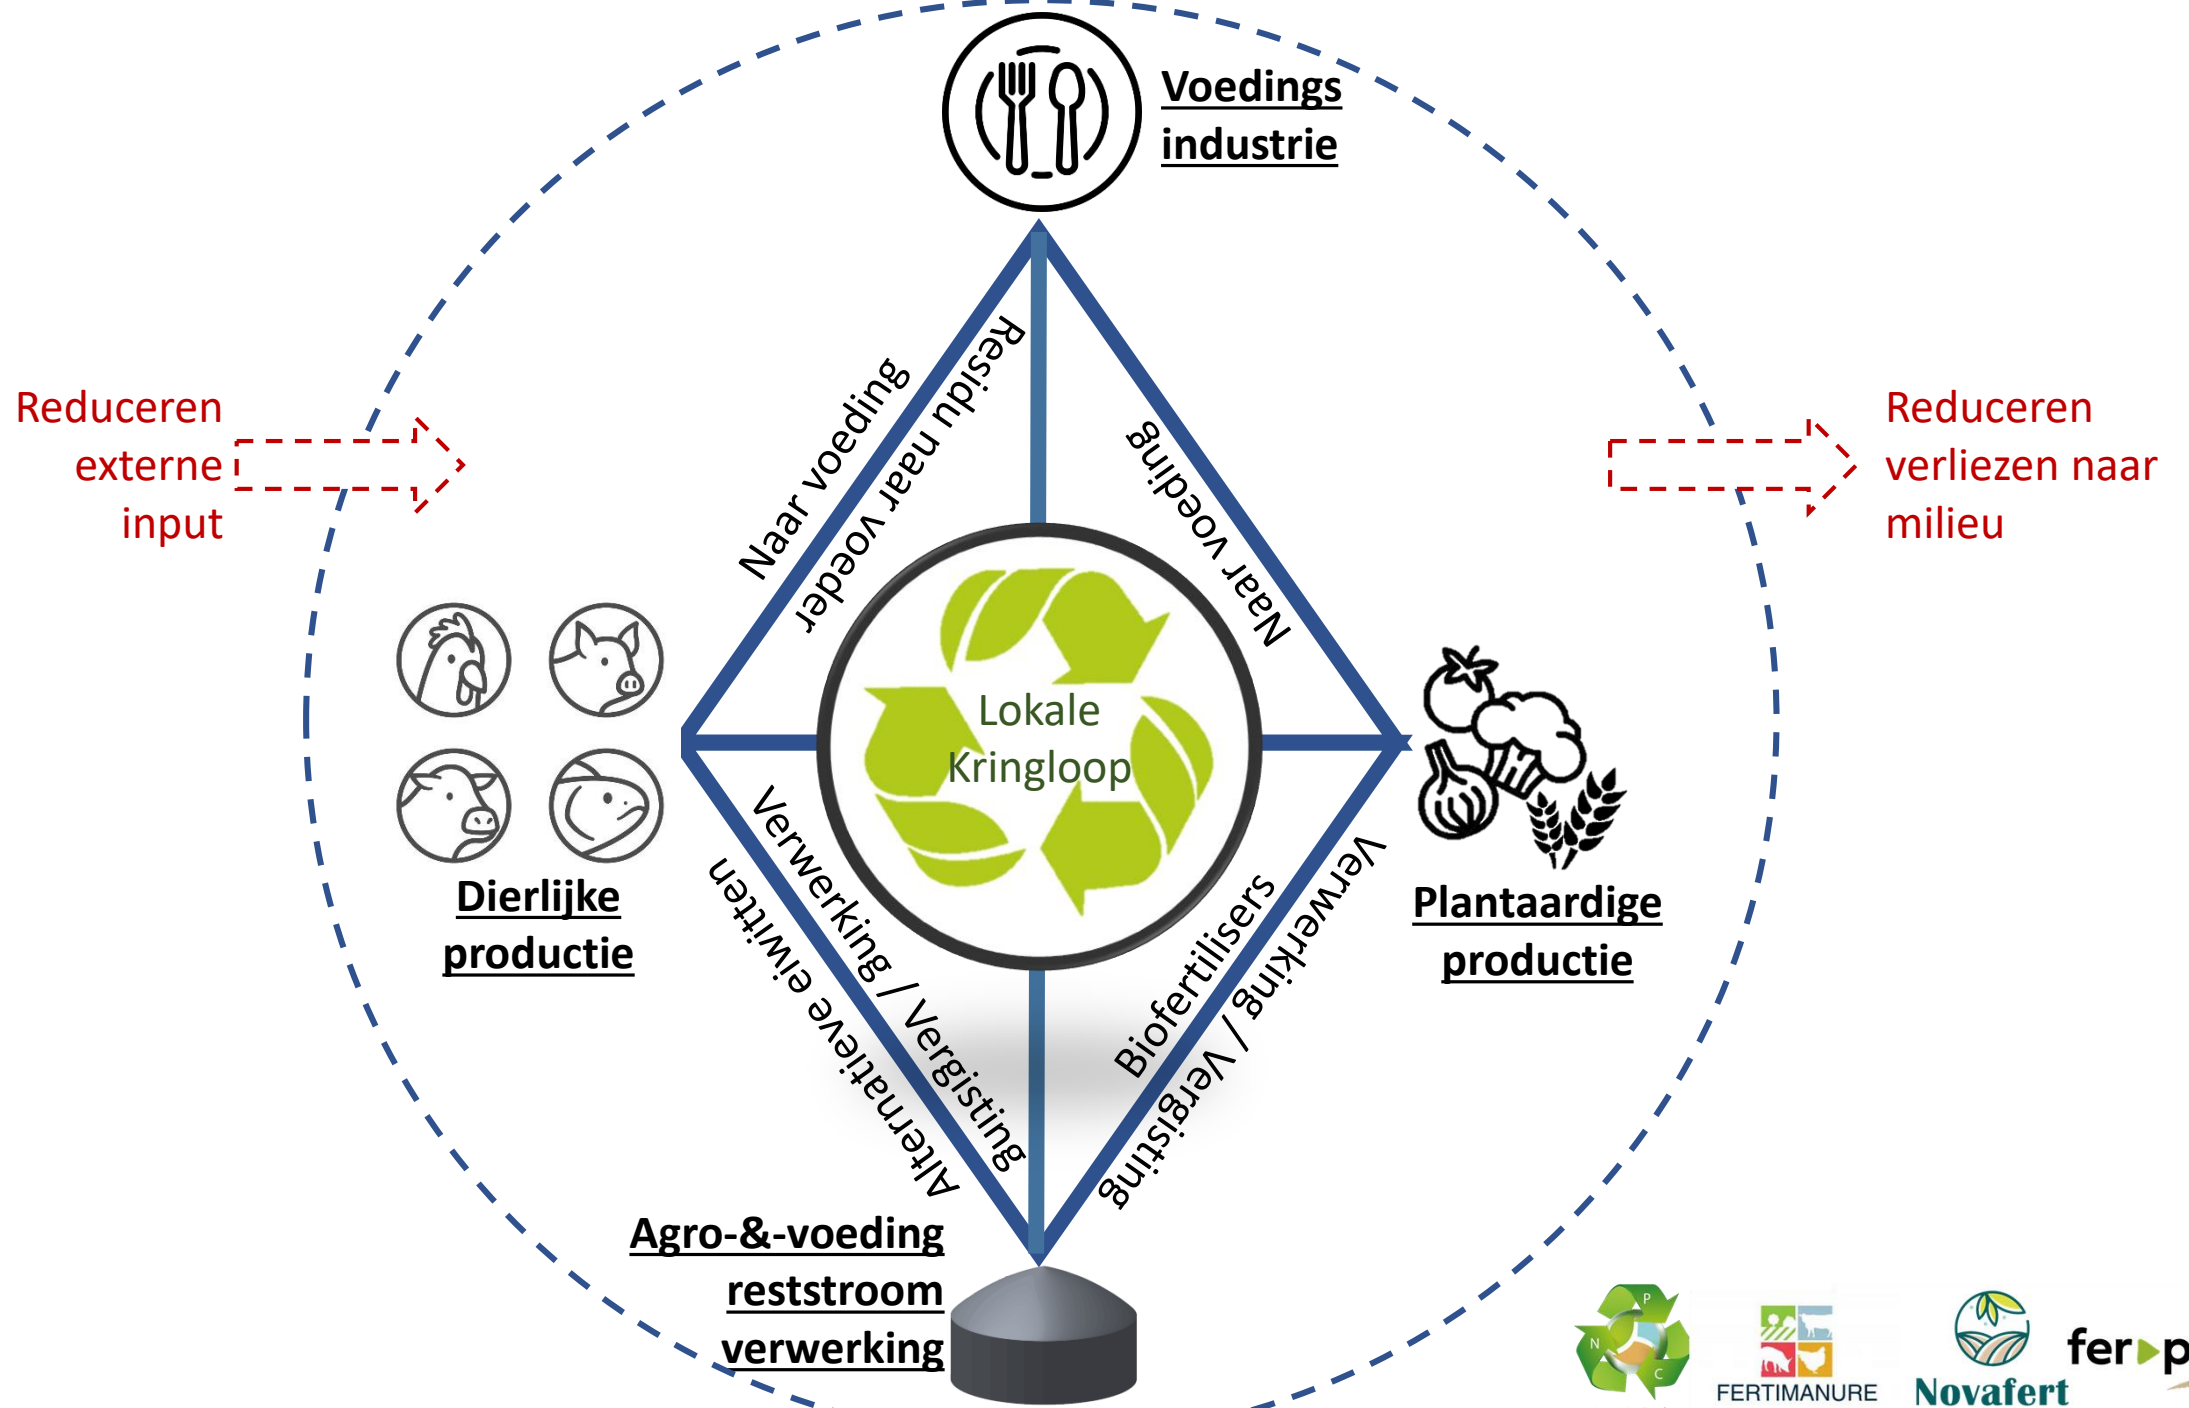 Voedings
industrie
Reduceren
externe
input
Reduceren
verliezen naar
milieu
Naar voeding
Residu naar voeder
Naar voeding
Lokale
Kringloop
Dierlijke
productie
Plantaardige
productie
Verwerking / Vergisting
Alternatieve eiwitten
Biofertilisers
Verwerking / Vergisting
Agro-&-voeding
reststroom
verwerking
P
N
C
FERTIMANURE
Novafert
fer▸p